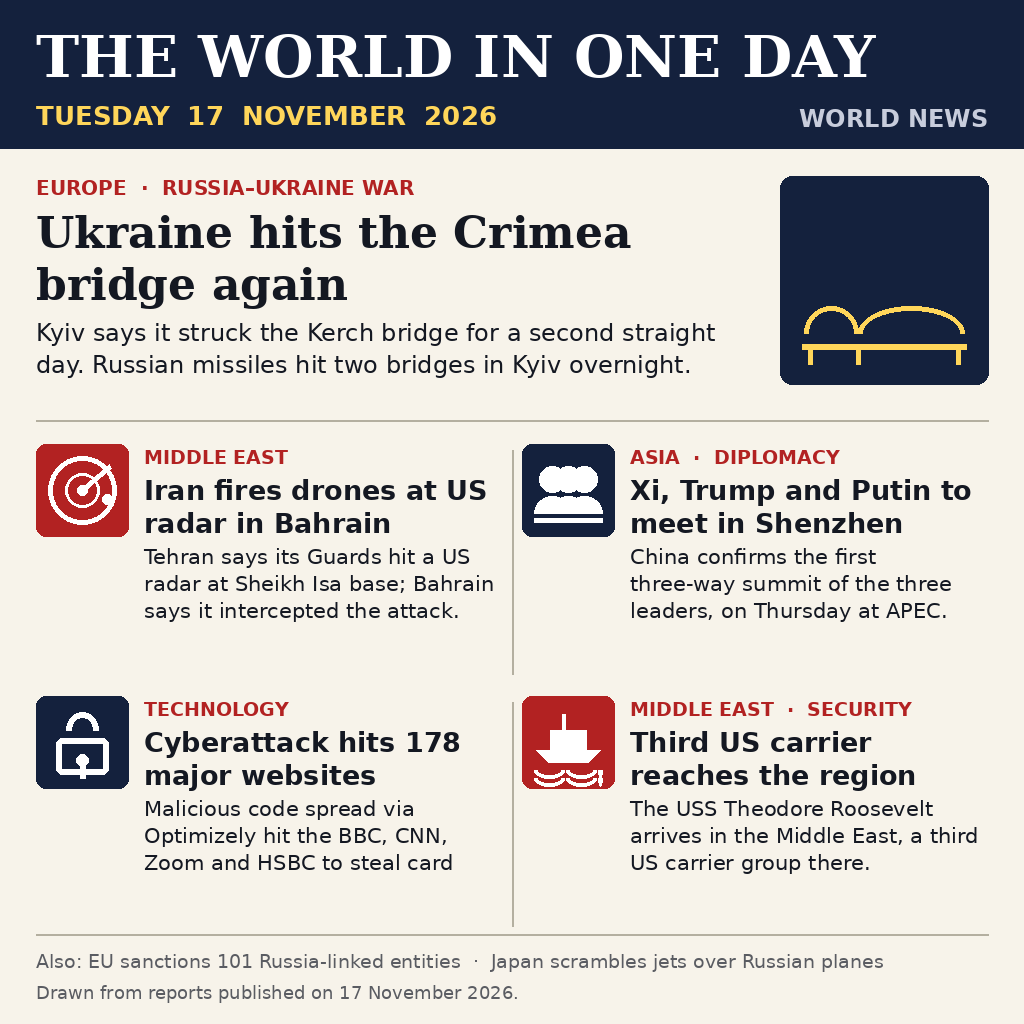 THE WORLD IN ONE DAY
TUESDAY 17 NOVEMBER 2026
WORLD NEWS
EUROPE · RUSSIA–UKRAINE WAR
Ukraine hits the Crimea
bridge again
Kyiv says it struck the Kerch bridge for a second straight
day. Russian missiles hit two bridges in Kyiv overnight.
MIDDLE EAST
Iran fires drones at US
radar in Bahrain
Tehran says its Guards hit a US
radar at Sheikh Isa base; Bahrain
says it intercepted the attack.
ASIA · DIPLOMACY
Xi, Trump and Putin to
meet in Shenzhen
China confirms the first
three-way summit of the three
leaders, on Thursday at APEC.
TECHNOLOGY
Cyberattack hits 178
major websites
Malicious code spread via
Optimizely hit the BBC, CNN,
Zoom and HSBC to steal card
MIDDLE EAST · SECURITY
Third US carrier
reaches the region
The USS Theodore Roosevelt
arrives in the Middle East, a third
US carrier group there.
Also: EU sanctions 101 Russia-linked entities · Japan scrambles jets over Russian planes
Drawn from reports published on 17 November 2026.